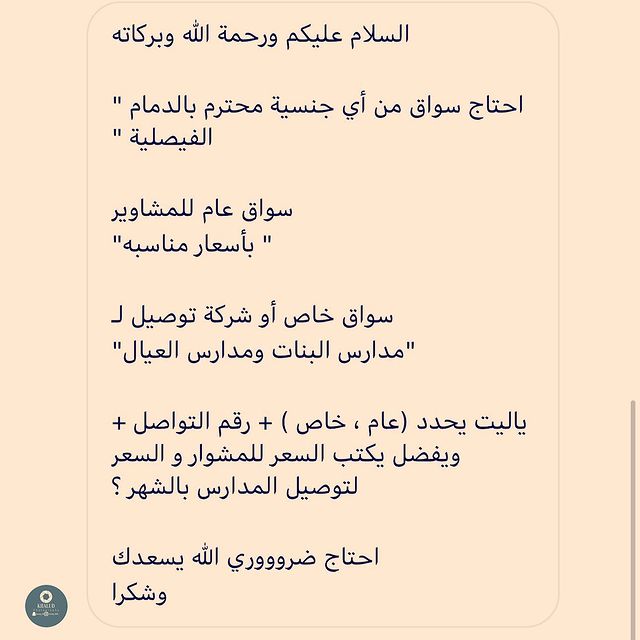 السلام عليكم ورحمة الله وبركاته
احتاج سواق من أي جنسية محترم بالدمام "
الفيصلية "
سواق عام للمشاوير
" بأسعار مناسبه"
سواق خاص أو شركة توصيل لـ
"مدارس البنات ومدارس العيال"
ياليت يحدد (عام ، خاص ) + رقم التواصل +
ويفضل يكتب السعر للمشوار و السعر
لتوصيل المدارس بالشهر ؟
احتاج ضروووري الله يسعدك
وشكرا
KHALUD